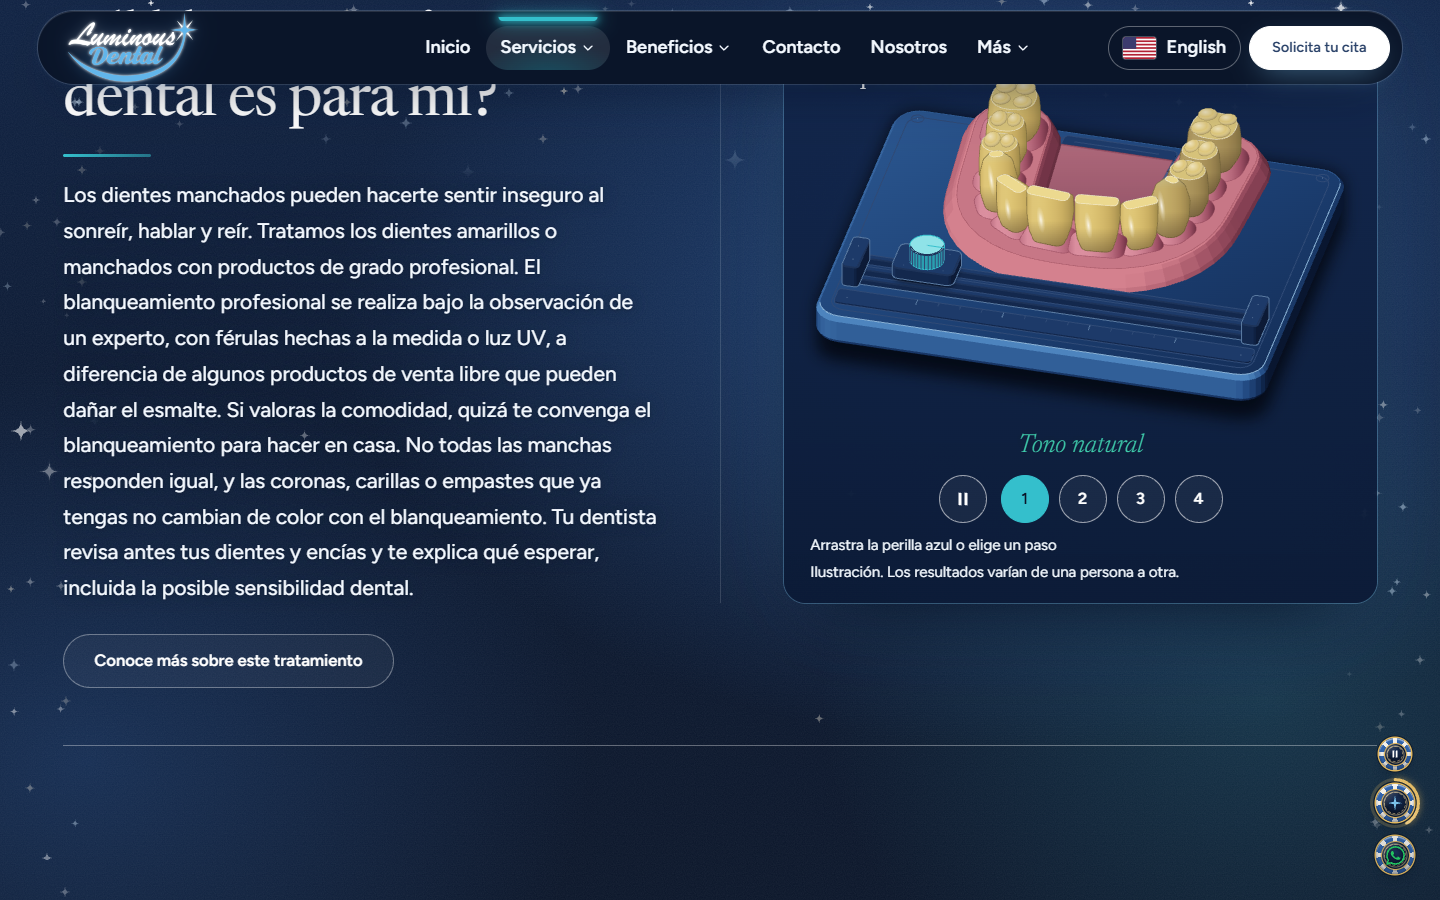 Luminous
Dental
Inicio
Servicios
Beneficios
Contacto
Nosotros
Más
English
Solicita tu cita
dental es para mí?
Los dientes manchados pueden hacerte sentir inseguro al
sonreír, hablar y reír. Tratamos los dientes amarillos o
manchados con productos de grado profesional. El
blanqueamiento profesional se realiza bajo la observación de
un experto, con férulas hechas a la medida o luz UV, a
diferencia de algunos productos de venta libre que pueden
dañar el esmalte. Si valoras la comodidad, quizá te convenga el
blanqueamiento para hacer en casa. No todas las manchas
responden igual, y las coronas, carillas o empastes que ya
tengas no cambian de color con el blanqueamiento. Tu dentista
revisa antes tus dientes y encías y te explica qué esperar,
incluida la posible sensibilidad dental.
Conoce más sobre este tratamiento
Tono natural
1
2
3
4
Arrastra la perilla azul o elige un paso
Ilustración. Los resultados varían de una persona a otra.